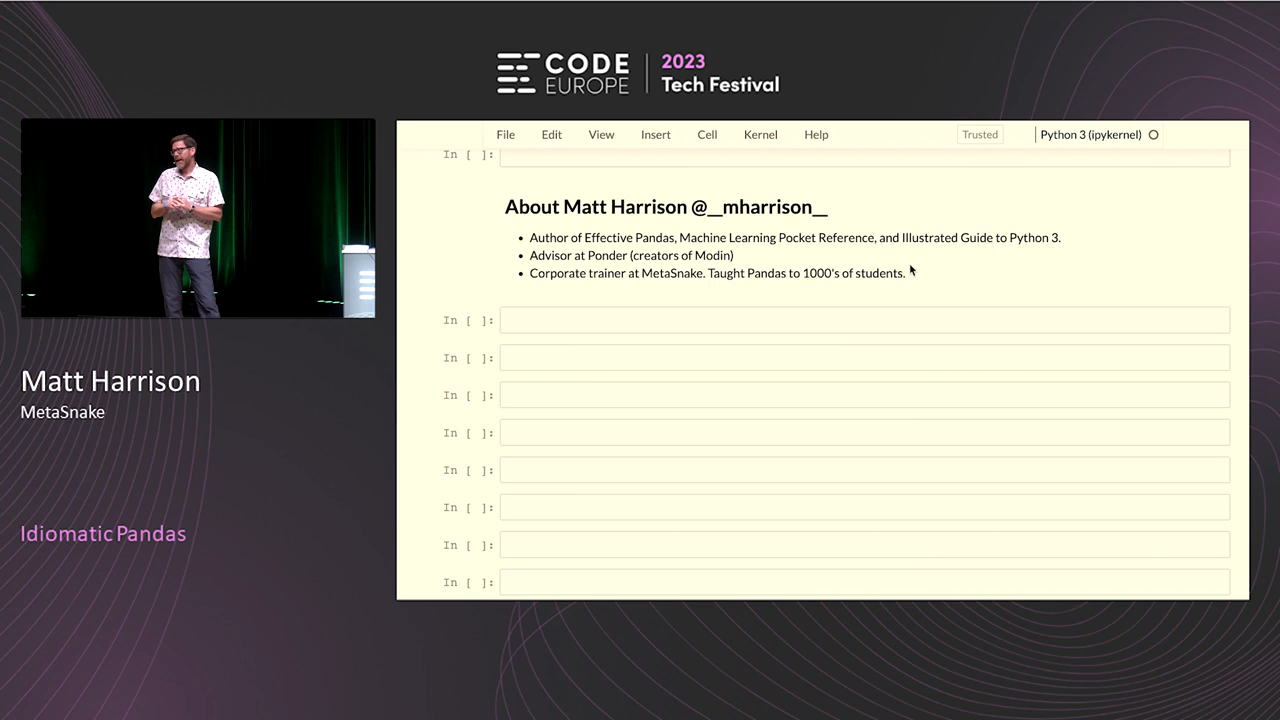 CODE
EUROPE
2023
Tech Festival
File Edit View Insert Cell Kernel Help Trusted Python 3 (ipykernel)
In [ ]:
About Matt Harrison @__mharrison__
• Author of Effective Pandas, Machine Learning Pocket Reference, and Illustrated Guide to Python 3.
• Advisor at Ponder (creators of Modin)
• Corporate trainer at MetaSnake. Taught Pandas to 1000's of students.
In [ ]:
In [ ]:
In [ ]:
In [ ]:
In [ ]:
In [ ]:
In [ ]:
In [ ]:
Matt Harrison
MetaSnake
Idiomatic Pandas